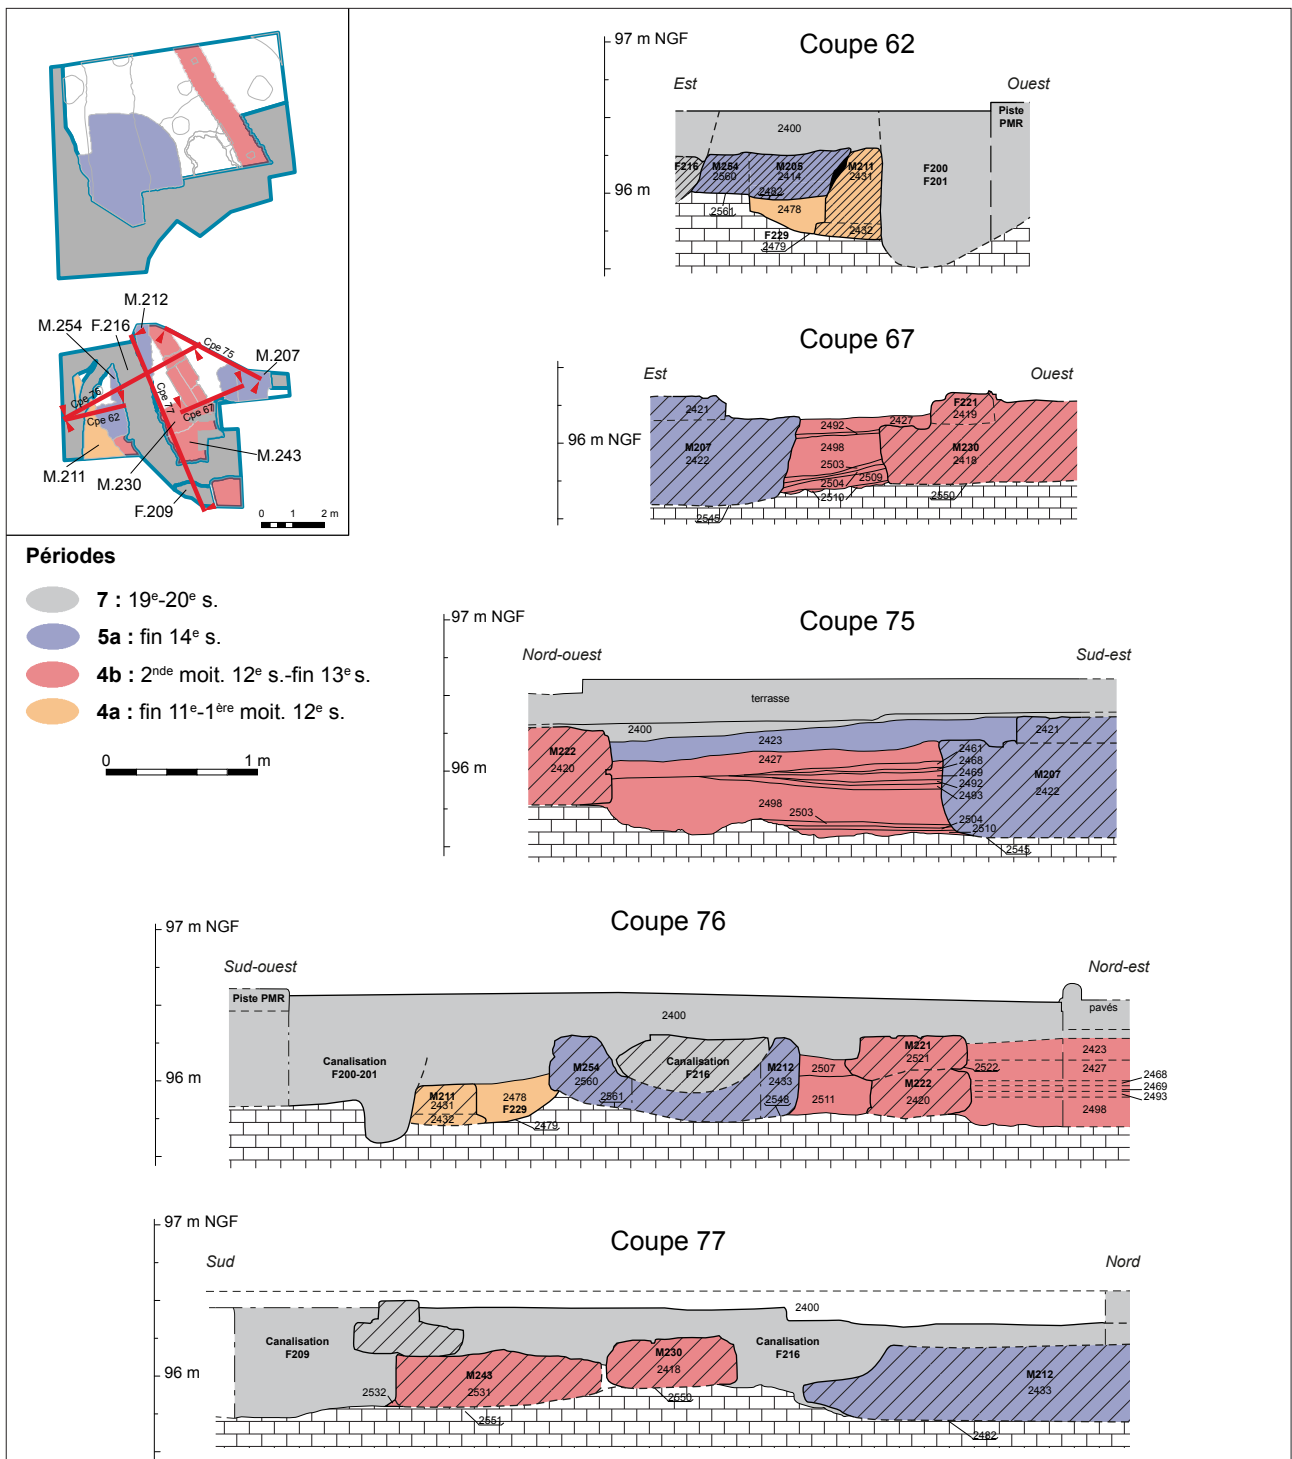 M.212
M.254 F.216
Cpe 75
M.207
Cpe 76
Cpe 77
Cpe 67
Cpe 62
M.243
M.211
M.230
F.209
0 1 2 m
Périodes
7 : 19e-20e s.
5a : fin 14e s.
4b : 2nde moit. 12e s.-fin 13e s.
4a : fin 11e-1ère moit. 12e s.
0 1 m
Coupe 62
97 m NGF
96 m
Est Ouest
Piste
PMR
2400
F216 M254 M205 M211
2560 2414 2431
F200
F201
2482
2561 2478
F229 2432
2479
Coupe 67
Est Ouest
96 m NGF
2421
M207
2422
2492 2427
F221
2419
2498
M230
2418
2503
2504 2509
2510 2550
2545
Coupe 75
97 m NGF
96 m
Nord-ouest Sud-est
terrasse
2400
2423 2421
M222
2420
2427
2461
2468
2469
2492
2493
M207
2422
2498
2503
2504
2510
2545
Coupe 76
97 m NGF
96 m
Sud-ouest Nord-est
Piste PMR
pavés
2400
Canalisation
F200-201
M254
2560
Canalisation
F216
M212
2433
M221
2521
2423
2507 2522 2427
M211
2431
2432
2478
F229
2561
2548
2511
M222
2420
2468
2469
2493
2498
2479
Coupe 77
97 m NGF
96 m
Sud Nord
2400
Canalisation
F209
M230
2418
Canalisation
F216
M243
2531
2532
M212
2433
2550
2551
2482